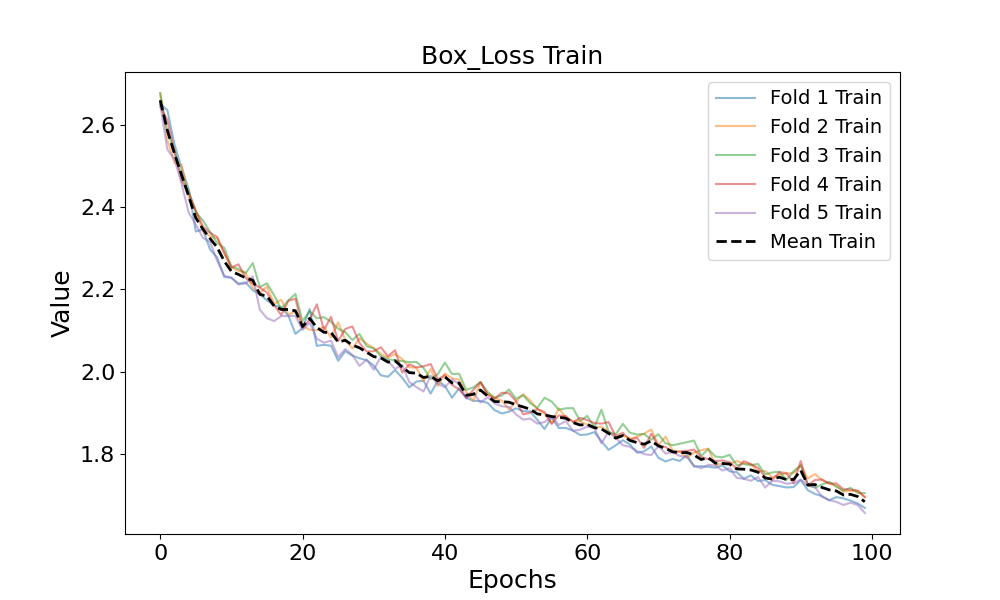 Box_Loss Train
Value
2.6
2.4
2.2
2.0
1.8
Fold 1 Train
Fold 2 Train
Fold 3 Train
Fold 4 Train
Fold 5 Train
Mean Train
0 20 40 60 80 100
Epochs